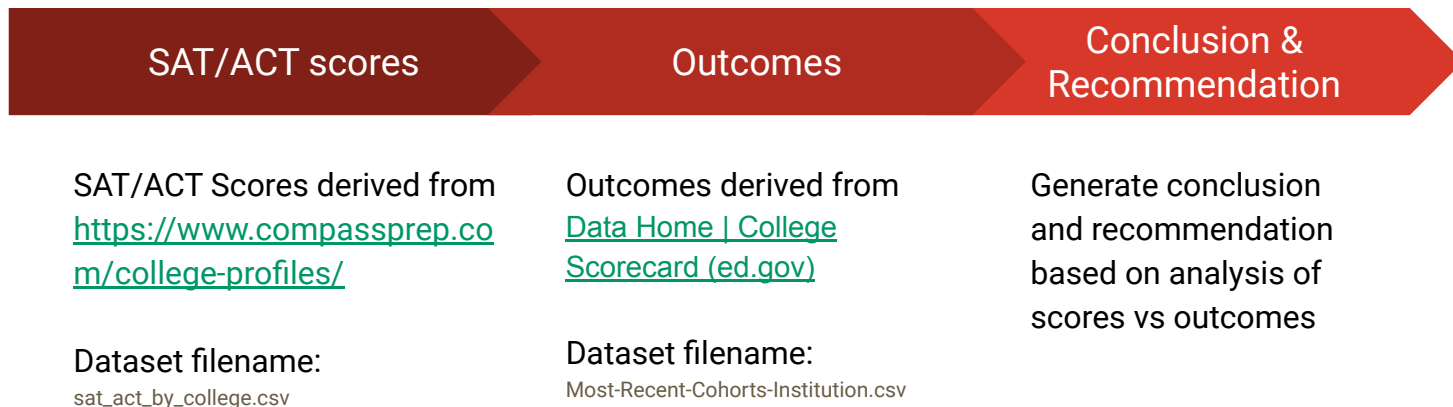 SAT/ACT scores
Outcomes
Conclusion &
Recommendation
SAT/ACT Scores derived from
https://www.compassprep.co
m/college-profiles/
Dataset filename:
sat_act_by_college.csv
Outcomes derived from
Data Home | College
Scorecard (ed.gov)
Dataset filename:
Most-Recent-Cohorts-Institution.csv
Generate conclusion
and recommendation
based on analysis of
scores vs outcomes